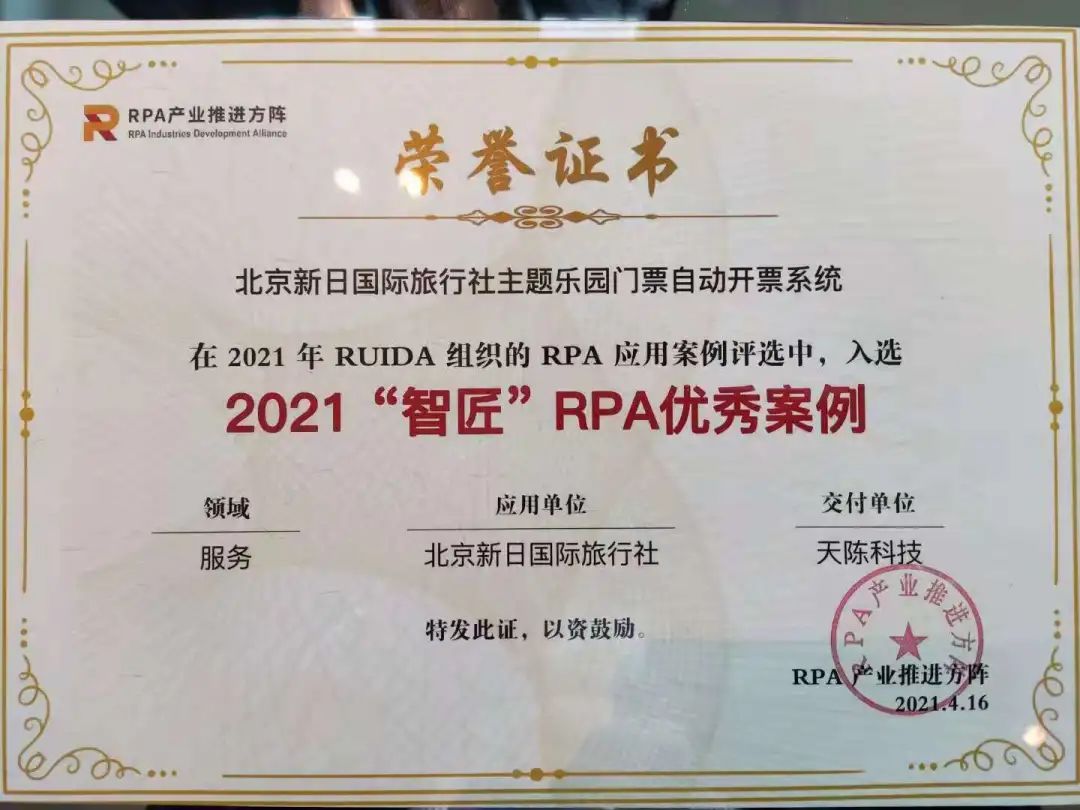 RPA产业推进方阵
RPA Industries Development Alliance
荣誉证书
北京新日国际旅行社主题乐园门票自动开票系统
在 2021 年 RUIDA 组织的 RPA 应用案例评选中，入选
2021“智匠”RPA优秀案例
领域
应用单位
交付单位
服务
北京新日国际旅行社
天陈科技
特发此证，以资鼓励。
RPA产业推进方阵
RPA 产业推进方阵
2021.4.16